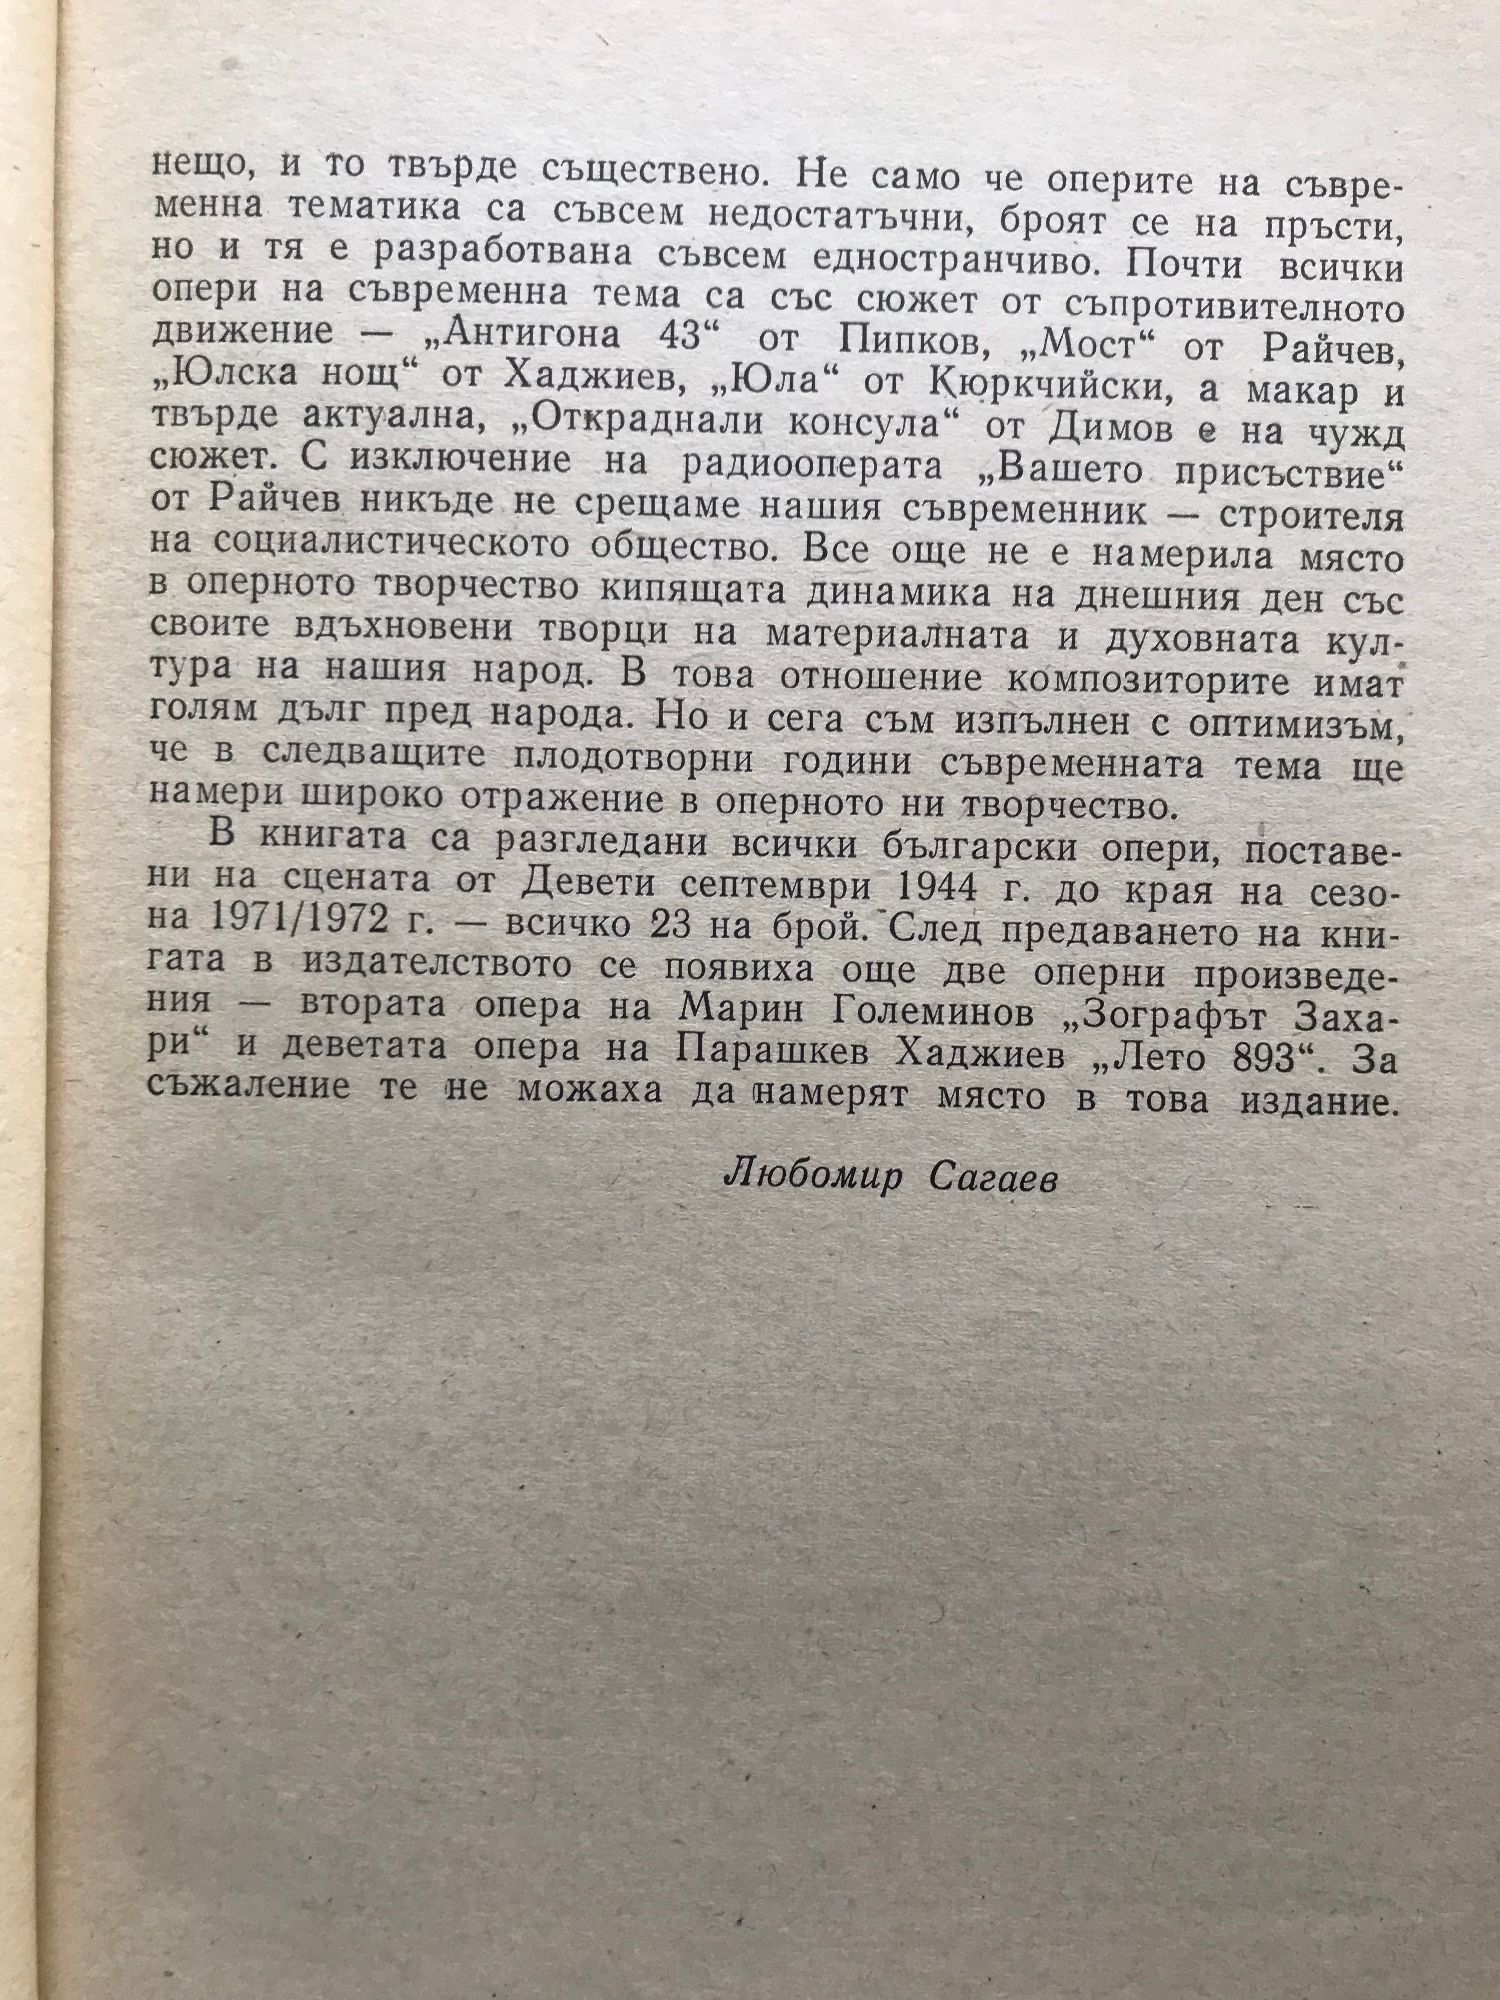 нещо, и то твърде съществено. Не само че оперите на съвре-
менна тематика са съвсем недостатъчни, броят се на пръсти,
но и тя е разработвана съвсем едностранчиво. Почти всички
опери на съвременна тема са със сюжет от съпротивителното
движение — „Антигона 43“ от Пипков, „Мост“ от Райчев,
„Юлска нощ“ от Хаджиев, „Юла“ от Кюркчийски, а макар и
твърде актуална, „Откраднали консула“ от Димов е на чужд
сюжет. С изключение на радиооперата „Вашето присъствие“
от Райчев никъде не срещаме нашия съвременник — строителя
на социалистическото общество. Все още не е намерила място
в оперното творчество кипящата динамика на днешния ден със
своите вдъхновени творци на материалната и духовната кул-
тура на нашия народ. В това отношение композиторите имат
голям дълг пред народа. Но и сега съм изпълнен с оптимизъм,
че в следващите плодотворни години съвременната тема ще
намери широко отражение в оперното ни творчество.
В книгата са разгледани всички български опери, поставе-
ни на сцената от Девети септември 1944 г. до края на сезо-
на 1971/1972 г. — всичко 23 на брой. След предаването на кни-
гата в издателството се появиха още две оперни произведе-
ния — втората опера на Марин Големинов „Зографът Заха-
ри“ и деветата опера на Парашкев Хаджиев „Лето 893“. За
съжаление те не можаха да намерят място в това издание.
Любомир Сагаев